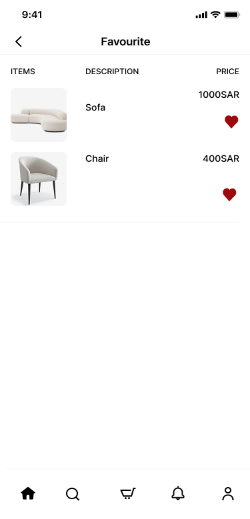 9:41
Favourite
ITEMS DESCRIPTION PRICE
1000SAR
Sofa
Chair 400SAR